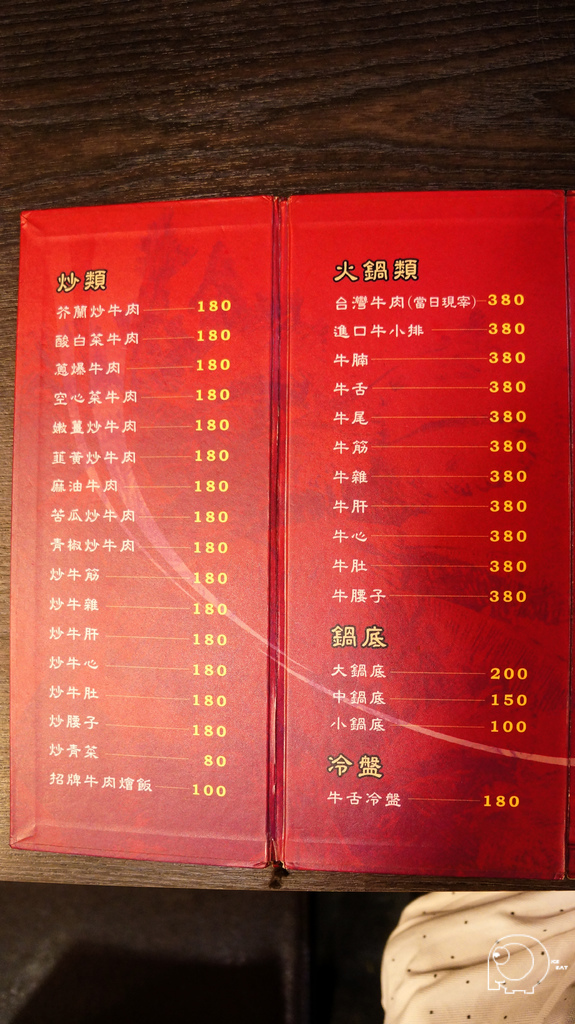 炒類
芥蘭炒牛肉 180
酸白菜牛肉 180
蔥爆牛肉 180
空心菜牛肉 180
嫩薑炒牛肉 180
韮黃炒牛肉 180
麻油牛肉 180
苦瓜炒牛肉 180
青椒炒牛肉 180
炒牛筋 180
炒牛雜 180
炒牛肝 180
炒牛心 180
炒牛肚 180
炒腰子 180
炒青菜 80
招牌牛肉燴飯 100
火鍋類
台灣牛肉(當日現宰) 380
進口牛小排 380
牛腩 380
牛舌 380
牛尾 380
牛筋 380
牛雜 380
牛肝 380
牛心 380
牛肚 380
牛腰子 380
鍋底
大鍋底 200
中鍋底 150
小鍋底 100
冷盤
牛舌冷盤 180